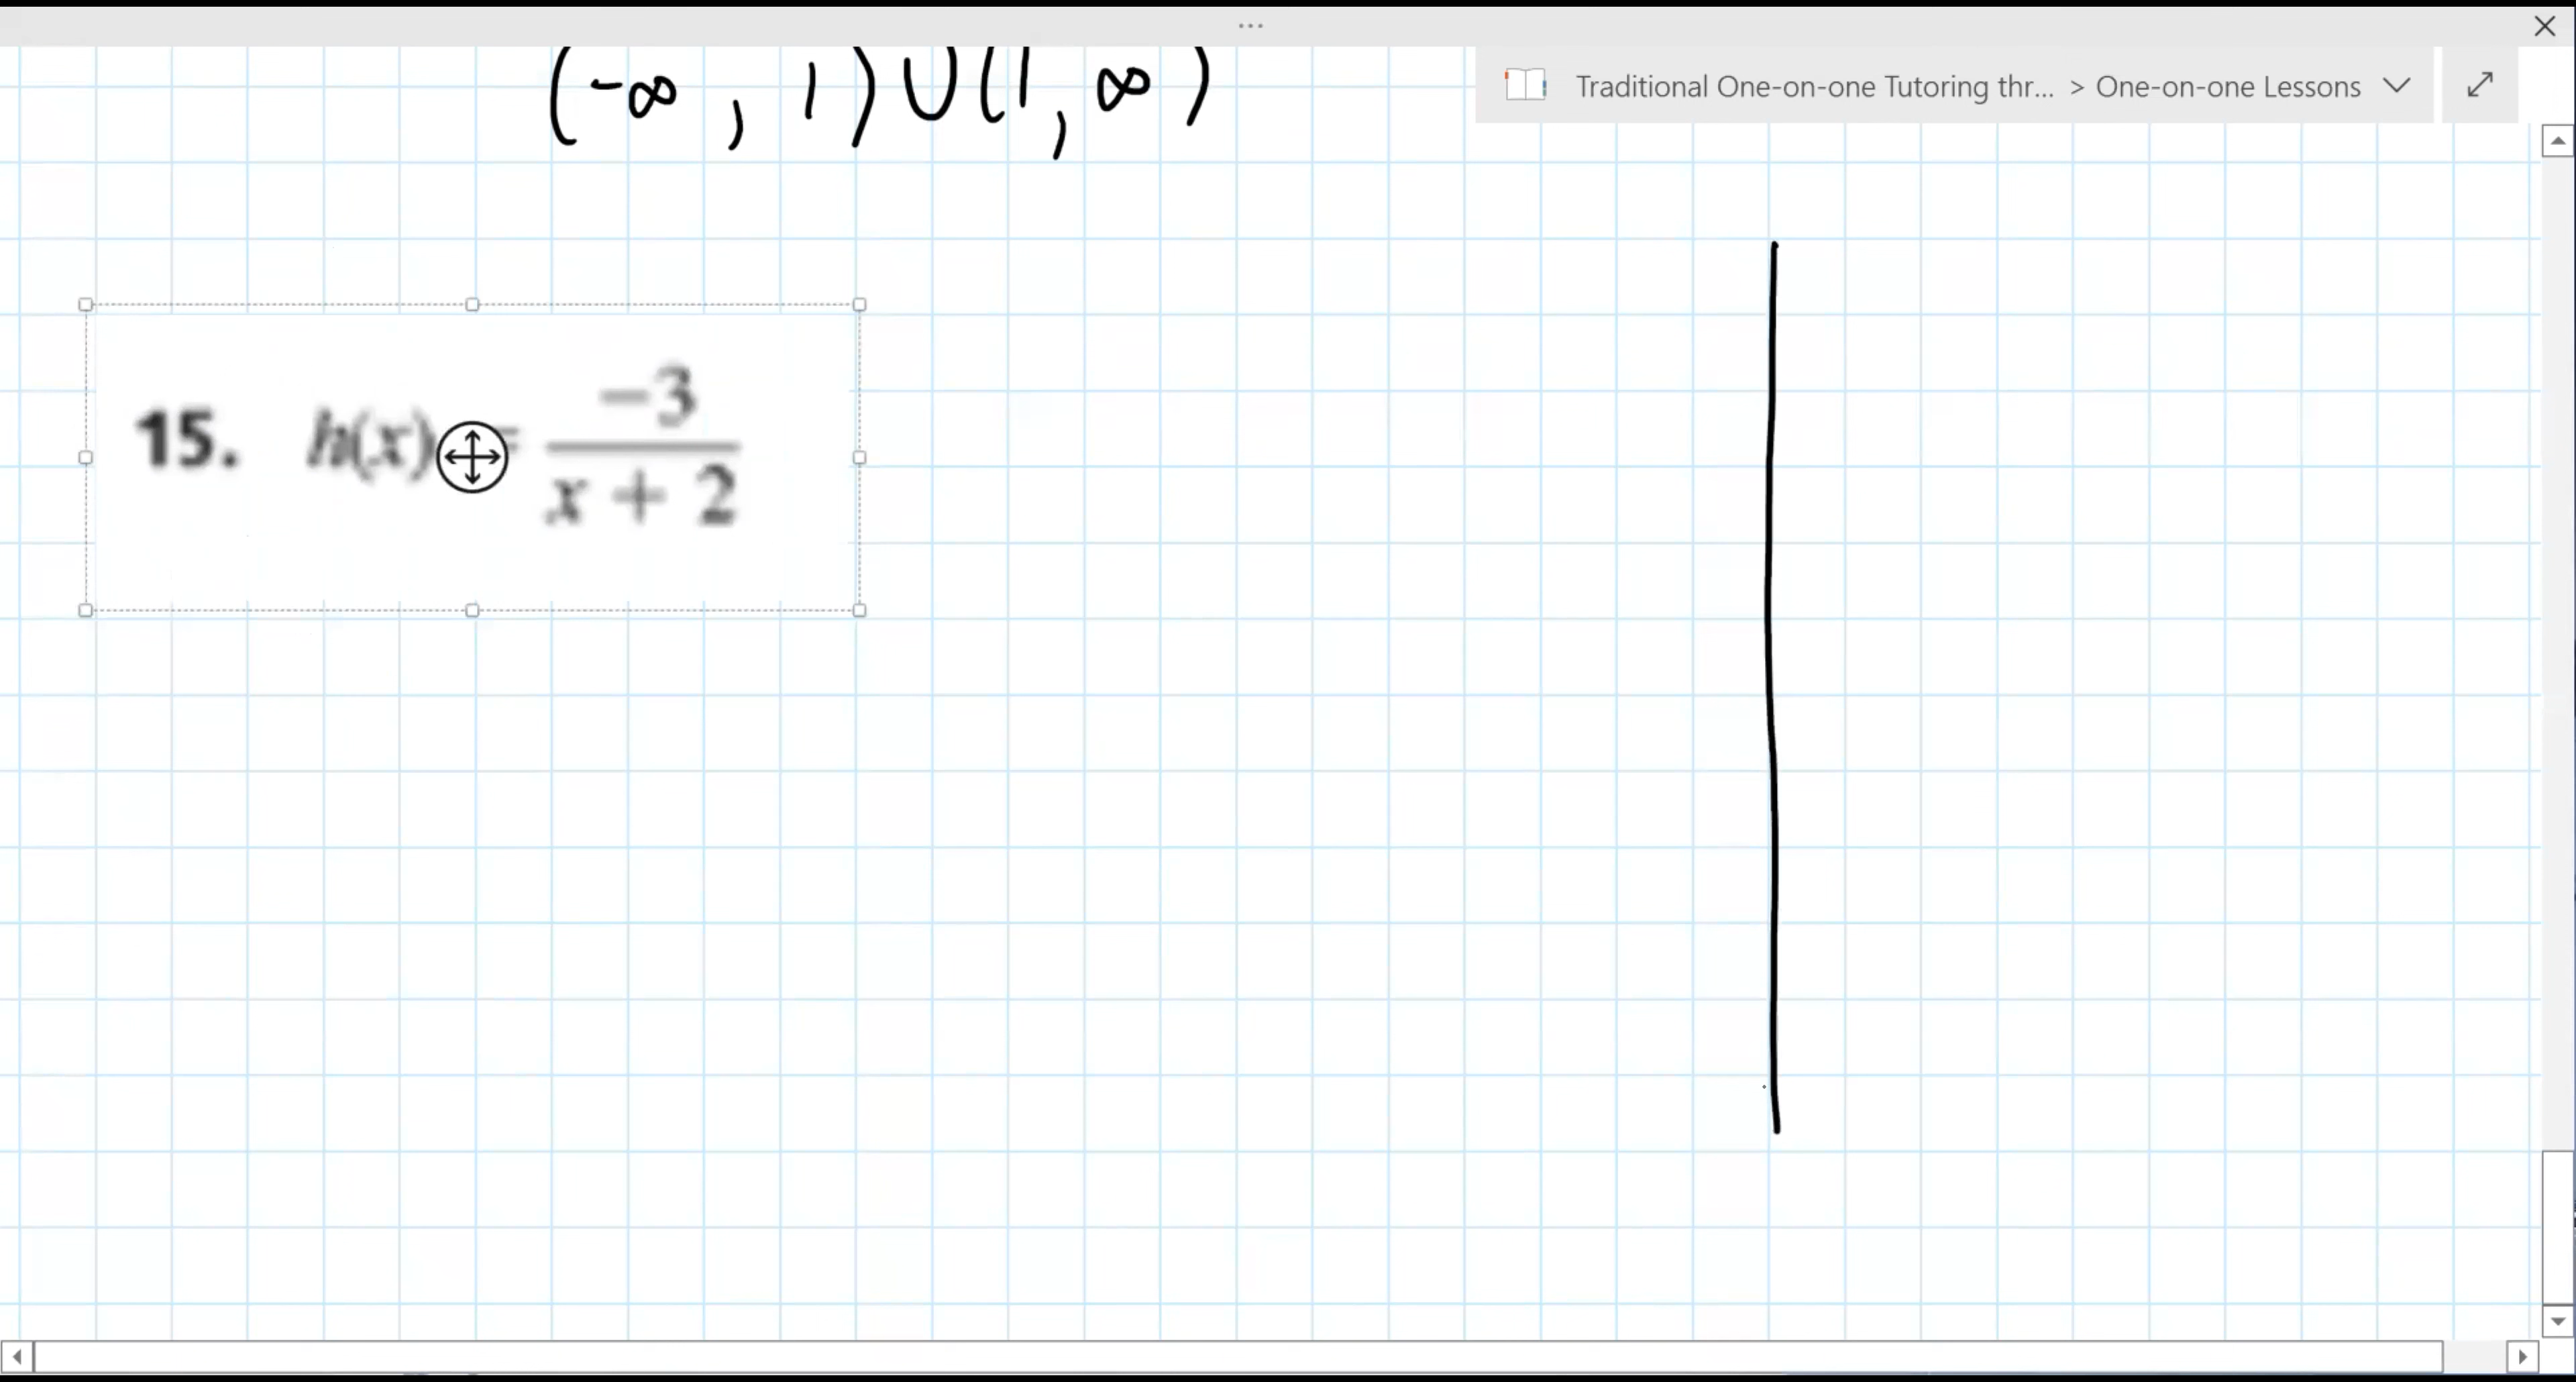 (-∞, 1) ∪ (1, ∞)
Traditional One-on-one Tutoring thr... > One-on-one Lessons
15. h(x) = -3 / x + 2